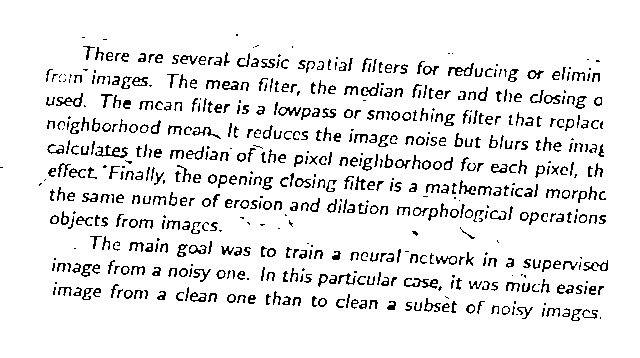 There are several classic spatial filters for reducing or elimin
from images. The mean filter, the median filter and the closing o
used. The mean filter is a lowpass or smoothing filter that replace
neighborhood mean. It reduces the image noise but blurs the imag
calculates the median of the pixel neighborhood for each pixel, th
effect. Finally, the opening closing filter is a mathematical morpho
the same number of erosion and dilation morphological operations
objects from images.
The main goal was to train a neural network in a supervised
image from a noisy one. In this particular case, it was much easier
image from a clean one than to clean a subset of noisy images.